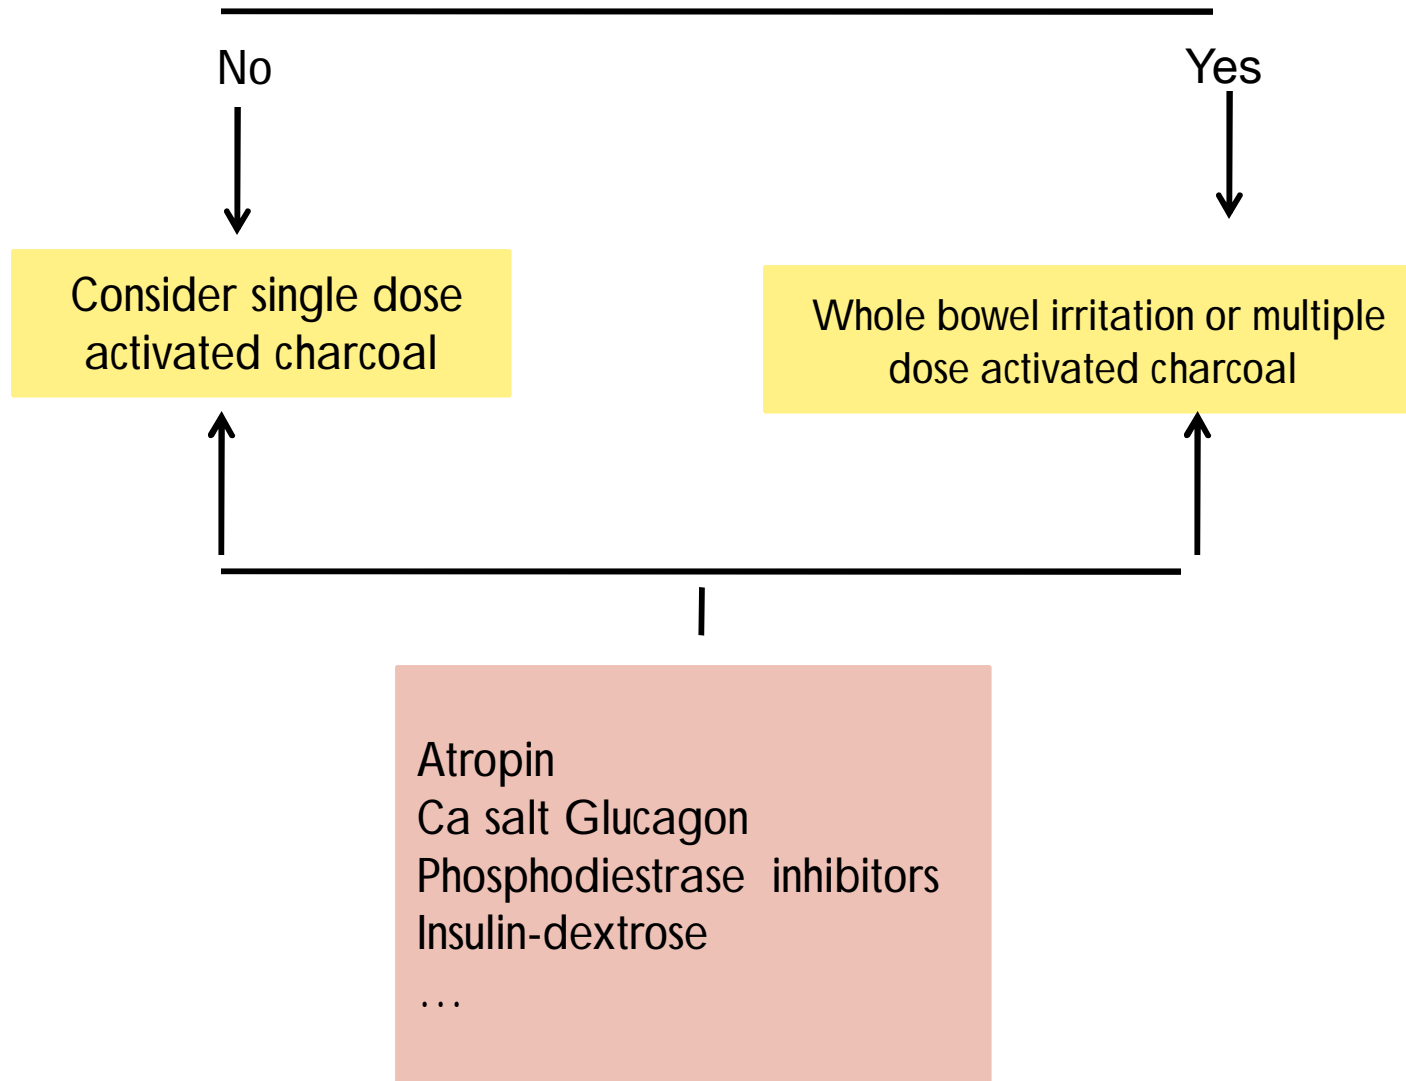 No
Yes
Consider single dose
activated charcoal
Whole bowel irritation or multiple
dose activated charcoal
Atropin
Ca salt Glucagon
Phosphodiestrase inhibitors
Insulin-dextrose
...